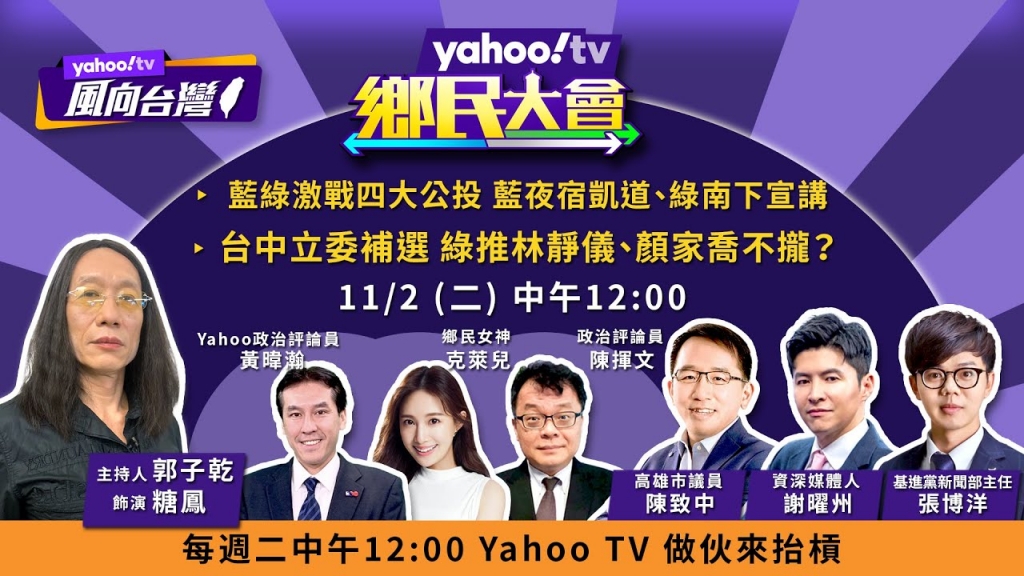 yahoo!tv
風向台灣
yahoo!tv
鄉民大會
藍綠激戰四大公投 藍夜宿凱道、綠南下宣講
台中立委補選 綠推林靜儀、顏家喬不攏？
11/2 (二) 中午12:00
Yahoo政治評論員
黃暐瀚
鄉民女神
克萊兒
政治評論員
陳揮文
主持人 郭子乾
飾演 糖鳳
高雄市議員
陳致中
資深媒體人
謝曜州
基進黨新聞部主任
張博洋
每週二中午12:00 Yahoo TV 做伙來抬槓